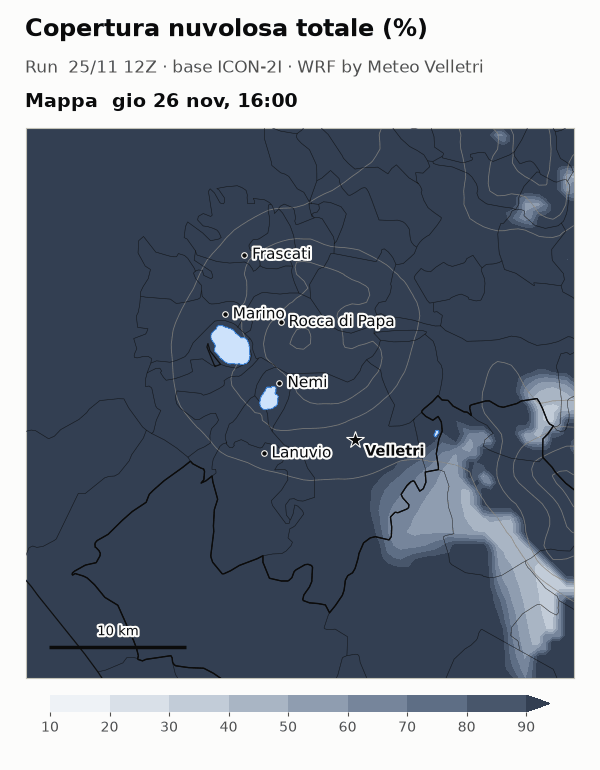 Copertura nuvolosa totale (%)
Run  25/11 12Z · base ICON-2I · WRF by Meteo Velletri
Mappa  gio 26 nov, 16:00
Frascati
Marino
Rocca di Papa
Nemi
Velletri
Lanuvio
10 km
10 20 30 40 50 60 70 80 90